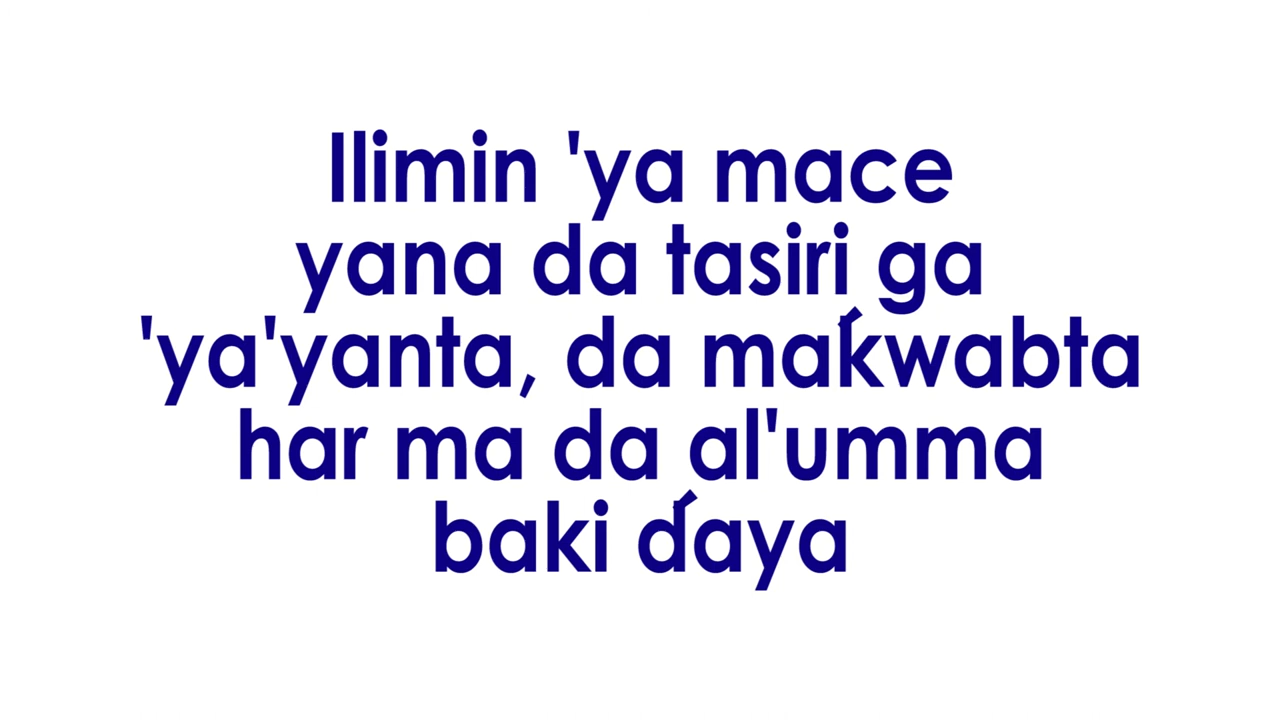 Ilimin 'ya mace
yana da tasiri ga
'ya'yanta, da maƙwabta
har ma da al'umma
baki ɗaya